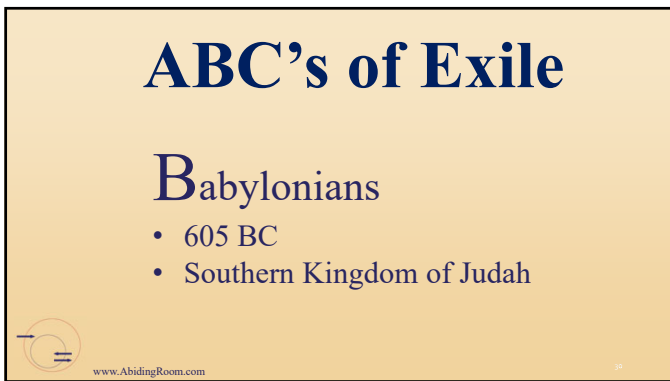 ABC's of Exile
Babylonians
• 605 BC
• Southern Kingdom of Judah
www.AbidingRoom.com